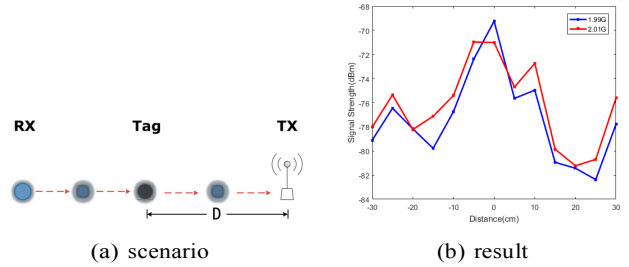 RX Tag TX
D
(a) scenario
-68
-70
-72
-74
-76
-78
-80
-82
-84
Signal Strength(dBm)
1.99G
2.01G
-30 -20 -10 0 10 20 30
Distance(cm)
(b) result